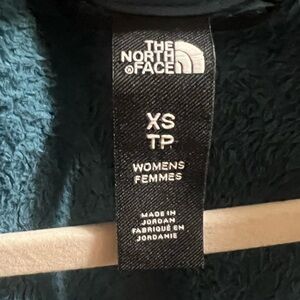 THE
NORTH
FACE
XS
TP
WOMENS
FEMMES
MADE IN
JORDAN
FABRIQUÉ EN
JORDANIE